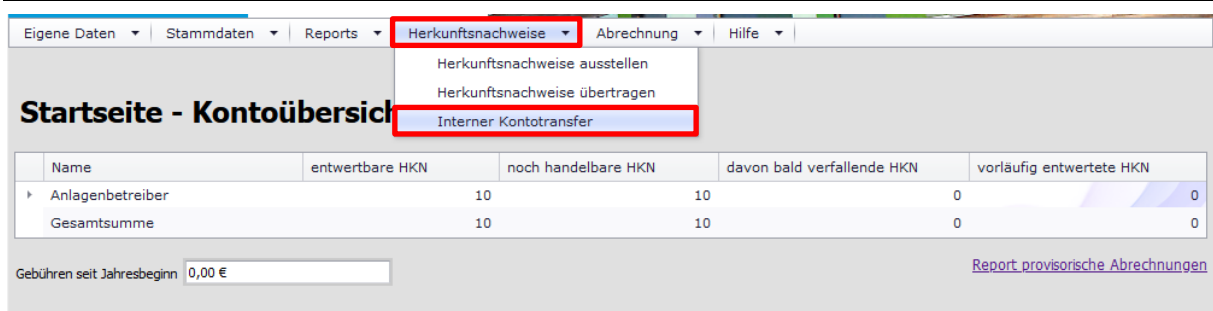 Eigene Daten Stammdaten Reports Herkunftsnachweise Abrechnung Hilfe
Herkunftsnachweise ausstellen
Herkunftsnachweise übertragen
Interner Kontotransfer
Startseite - Kontoübersich
Name entwertbare HKN noch handelbare HKN davon bald verfallende HKN vorläufig entwertete HKN
Anlagenbetreiber 10 10 0 0
Gesamtsumme 10 10 0 0
Gebühren seit Jahresbeginn 0,00 €
Report provisorische Abrechnungen